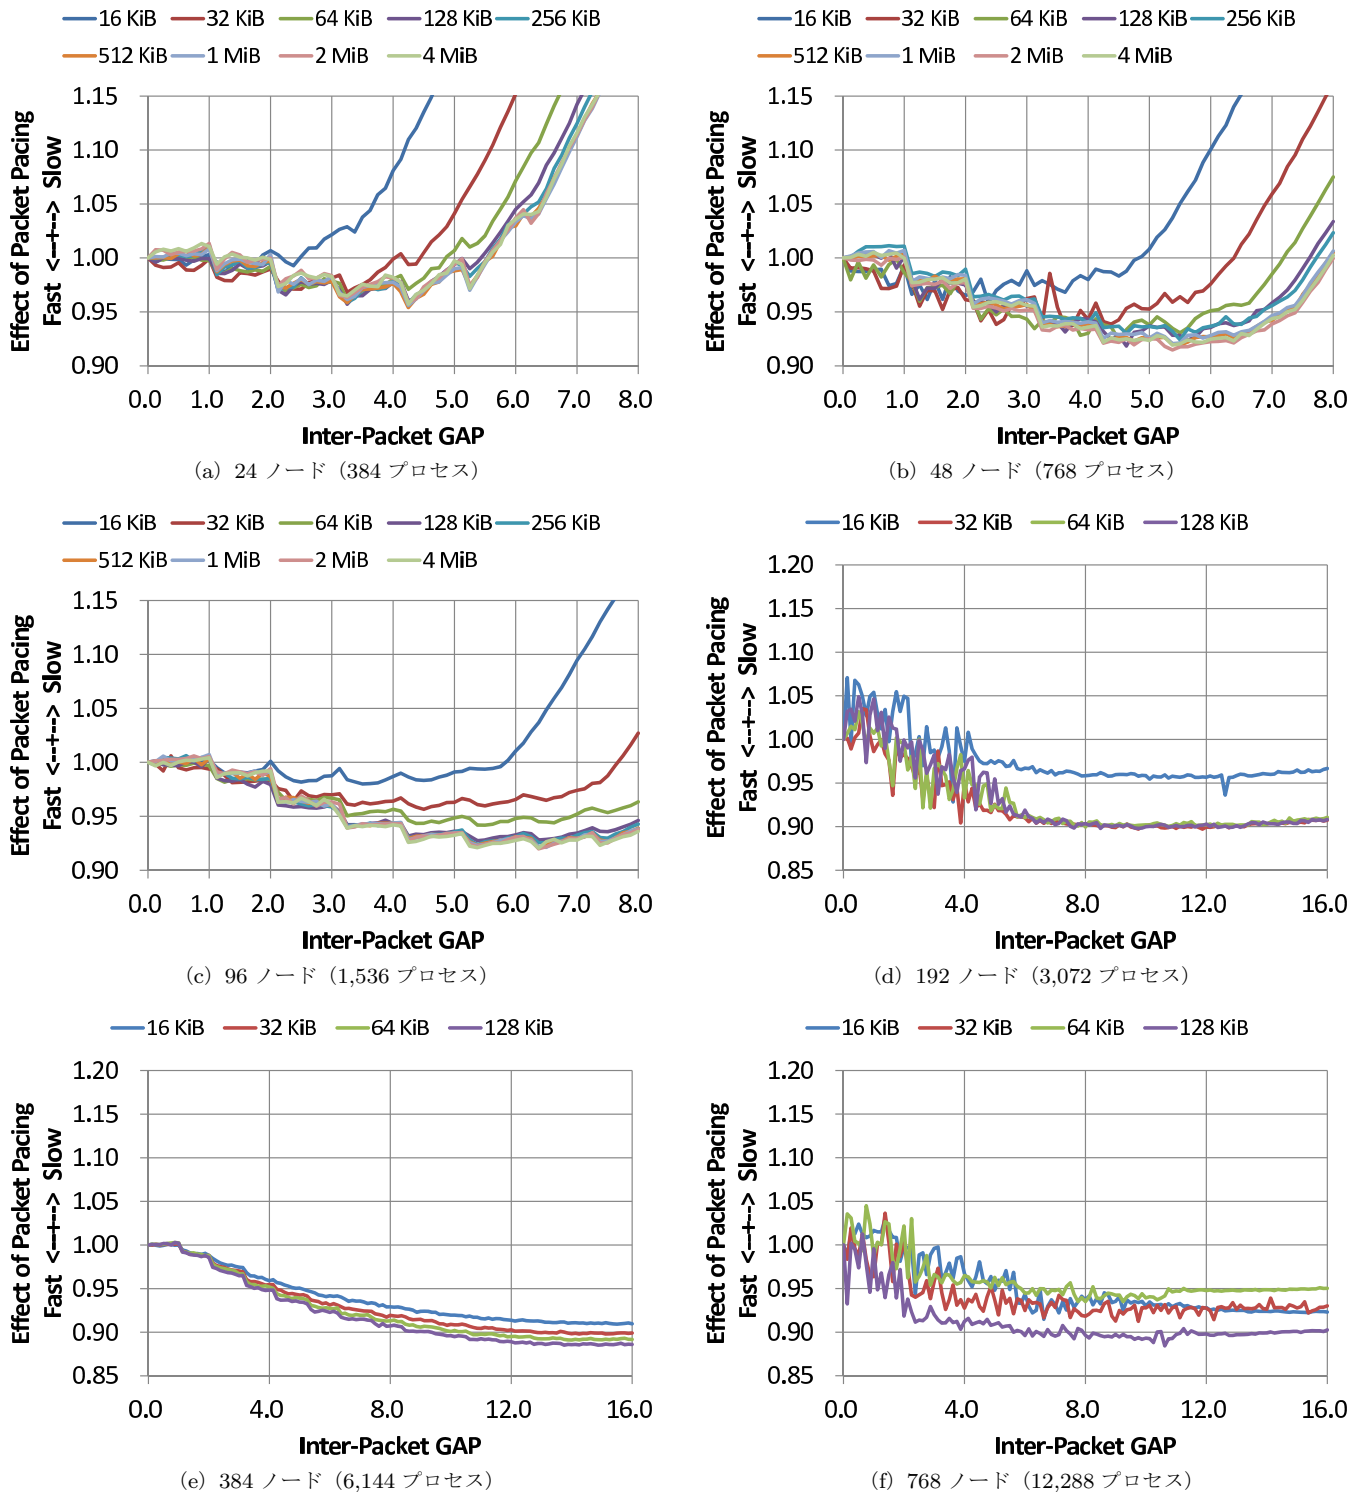 16 KiB 32 KiB 64 KiB 128 KiB 256 KiB
512 KiB 1 MiB 2 MiB 4 MiB
Effect of Packet Pacing
Fast <--+--> Slow
1.15
1.10
1.05
1.00
0.95
0.90
0.0 1.0 2.0 3.0 4.0 5.0 6.0 7.0 8.0
Inter-Packet GAP
(a) 24 ノード (384 プロセス)
16 KiB 32 KiB 64 KiB 128 KiB 256 KiB
512 KiB 1 MiB 2 MiB 4 MiB
Effect of Packet Pacing
Fast <--+--> Slow
1.15
1.10
1.05
1.00
0.95
0.90
0.0 1.0 2.0 3.0 4.0 5.0 6.0 7.0 8.0
Inter-Packet GAP
(b) 48 ノード (768 プロセス)
16 KiB 32 KiB 64 KiB 128 KiB 256 KiB
512 KiB 1 MiB 2 MiB 4 MiB
Effect of Packet Pacing
Fast <--+--> Slow
1.15
1.10
1.05
1.00
0.95
0.90
0.0 1.0 2.0 3.0 4.0 5.0 6.0 7.0 8.0
Inter-Packet GAP
(c) 96 ノード (1,536 プロセス)
16 KiB 32 KiB 64 KiB 128 KiB
Effect of Packet Pacing
Fast <--+--> Slow
1.20
1.15
1.10
1.05
1.00
0.95
0.90
0.85
0.0 4.0 8.0 12.0 16.0
Inter-Packet GAP
(d) 192 ノード (3,072 プロセス)
16 KiB 32 KiB 64 KiB 128 KiB
Effect of Packet Pacing
Fast <--+--> Slow
1.20
1.15
1.10
1.05
1.00
0.95
0.90
0.85
0.0 4.0 8.0 12.0 16.0
Inter-Packet GAP
(e) 384 ノード (6,144 プロセス)
16 KiB 32 KiB 64 KiB 128 KiB
Effect of Packet Pacing
Fast <--+--> Slow
1.20
1.15
1.10
1.05
1.00
0.95
0.90
0.85
0.0 4.0 8.0 12.0 16.0
Inter-Packet GAP
(f) 768 ノード (12,288 プロセス)